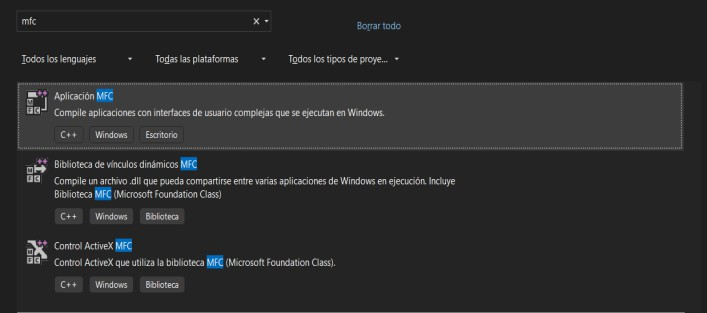 mfc
Borrar todo
Todos los lenguajes Todas las plataformas Todos los tipos de proye...
Aplicación MFC
Compile aplicaciones con interfaces de usuario complejas que se ejecutan en Windows.
C++ Windows Escritorio
Biblioteca de vínculos dinámicos MFC
Compile un archivo .dll que pueda compartirse entre varias aplicaciones de Windows en ejecución. Incluye
Biblioteca MFC (Microsoft Foundation Class)
C++ Windows Biblioteca
Control ActiveX MFC
Control ActiveX que utiliza la biblioteca MFC (Microsoft Foundation Class).
C++ Windows Biblioteca